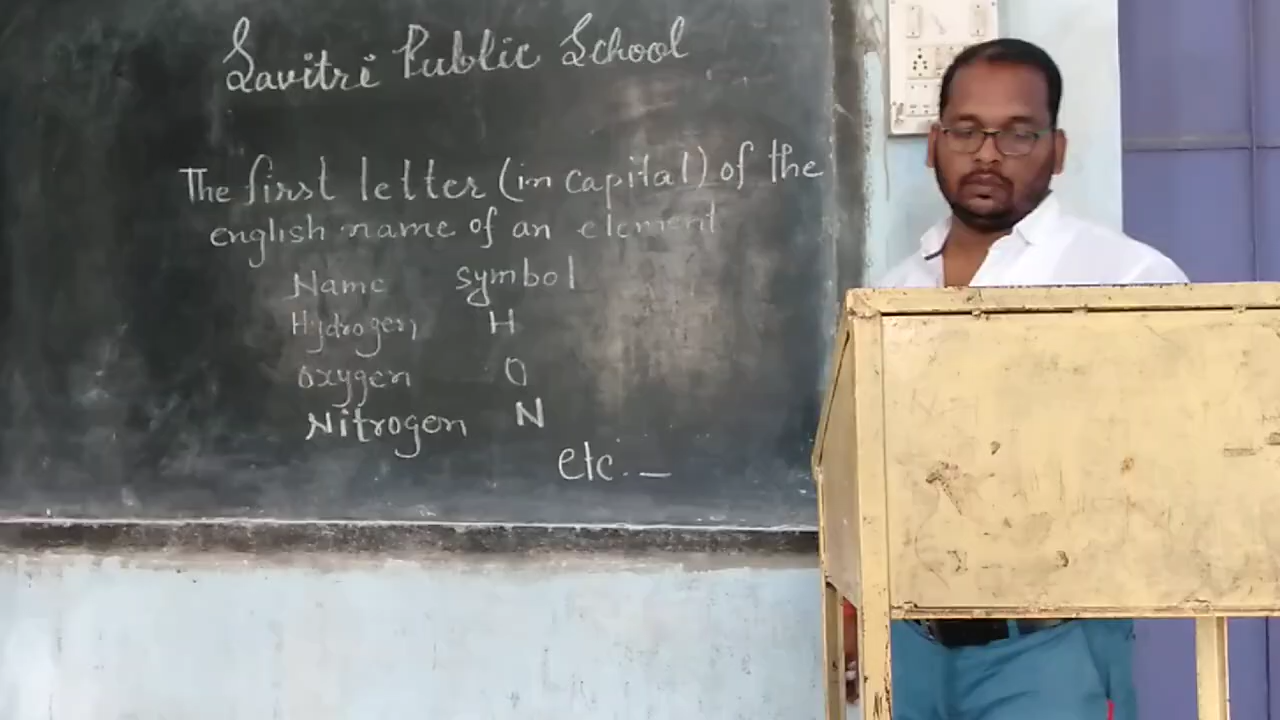 Savitri Public School
The first letter (in capital) of the
english name of an element
Name symbol
Hydrogen H
Oxygen O
Nitrogen N
etc. —